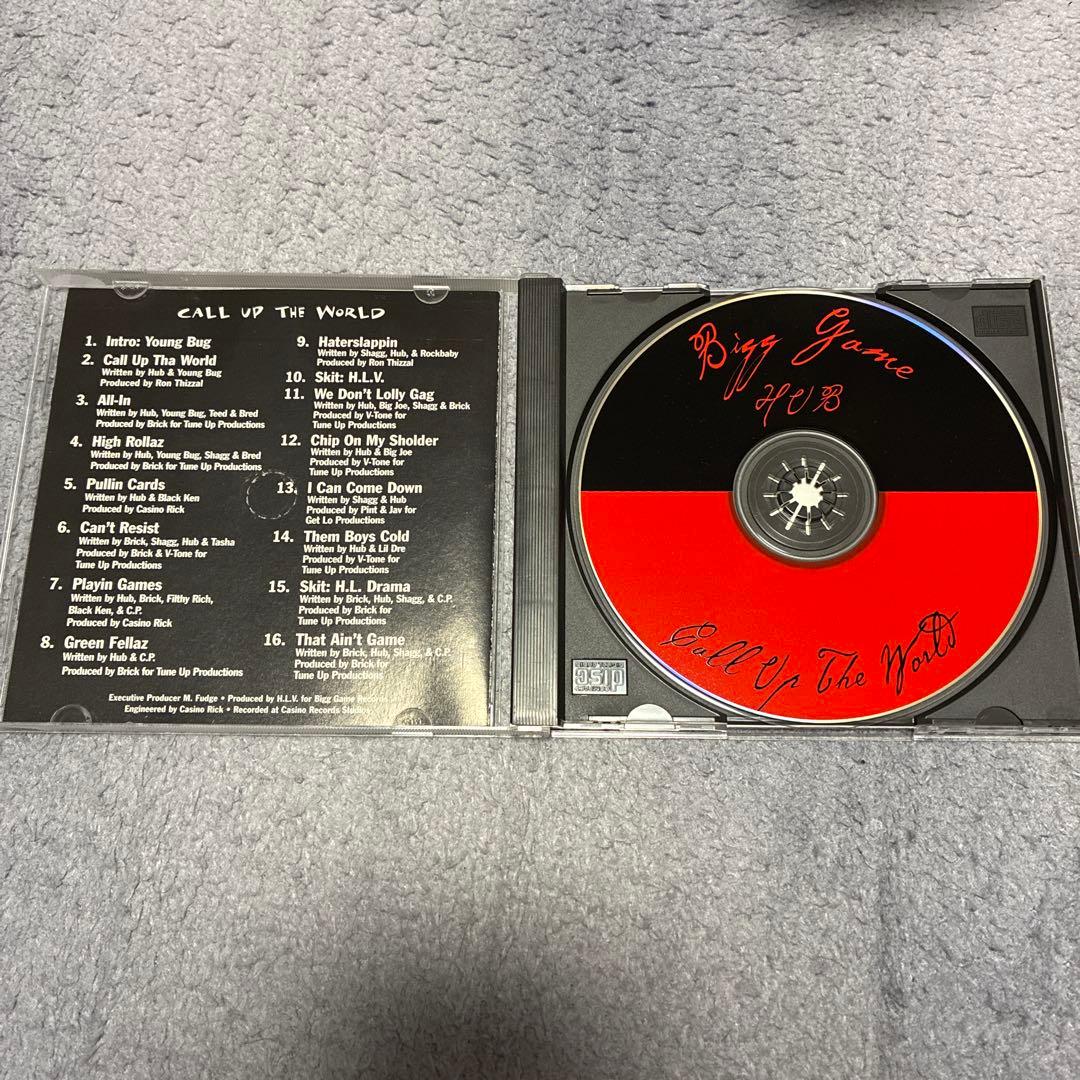 CALL UP THE WORLD
1. Intro: Young Bug
2. Call Up Tha World
Written by Hub & Young Bug
Produced by Ron Thizzal
3. All-In
Written by Hub, Young Bug, Teed & Bred
Produced by Brick for Tune Up Productions
4. High Rollaz
Written by Hub, Young Bug, Shagg & Bred
Produced by Brick for Tune Up Productions
5. Pullin Cards
Written by Hub & Black Ken
Produced by Casino Rick
6. Can't Resist
Written by Brick, Shagg, Hub & Tasha
Produced by Brick & V-Tone for
Tune Up Productions
7. Playin Games
Written by Hub, Brick, Filthy Rich,
Black Ken, & C.P.
Produced by Casino Rick
8. Green Fellaz
Written by Hub & C.P.
Produced by Brick for Tune Up Productions
9. Haterslappin
Written by Shagg, Hub, & Rockbaby
Produced by Ron Thizzal
10. Skit: H.L.V.
11. We Don't Lolly Gag
Written by Hub, Big Joe, Shagg & Brick
Produced by V-Tone for
Tune Up Productions
12. Chip On My Sholder
Written by Hub & Big Joe
Produced by V-Tone for
Tune Up Productions
13. I Can Come Down
Written by Shagg & Hub
Produced by Pint & Jav for
Get Lo Productions
14. Them Boys Cold
Written by Hub & Lil Dre
Produced by V-Tone for
Tune Up Productions
15. Skit: H.L. Drama
Written by Brick, Hub, Shagg, & C.P.
Produced by Brick for
Tune Up Productions
16. That Ain't Game
Written by Brick, Hub, Shagg, & C.P.
Produced by Brick for
Tune Up Productions
Executive Producer M. Fudge • Produced by H.L.V. for Bigg Game Records
Engineered by Casino Rick • Recorded at Casino Records Studios
Bigg Game
HUB
Call Up The World
disc